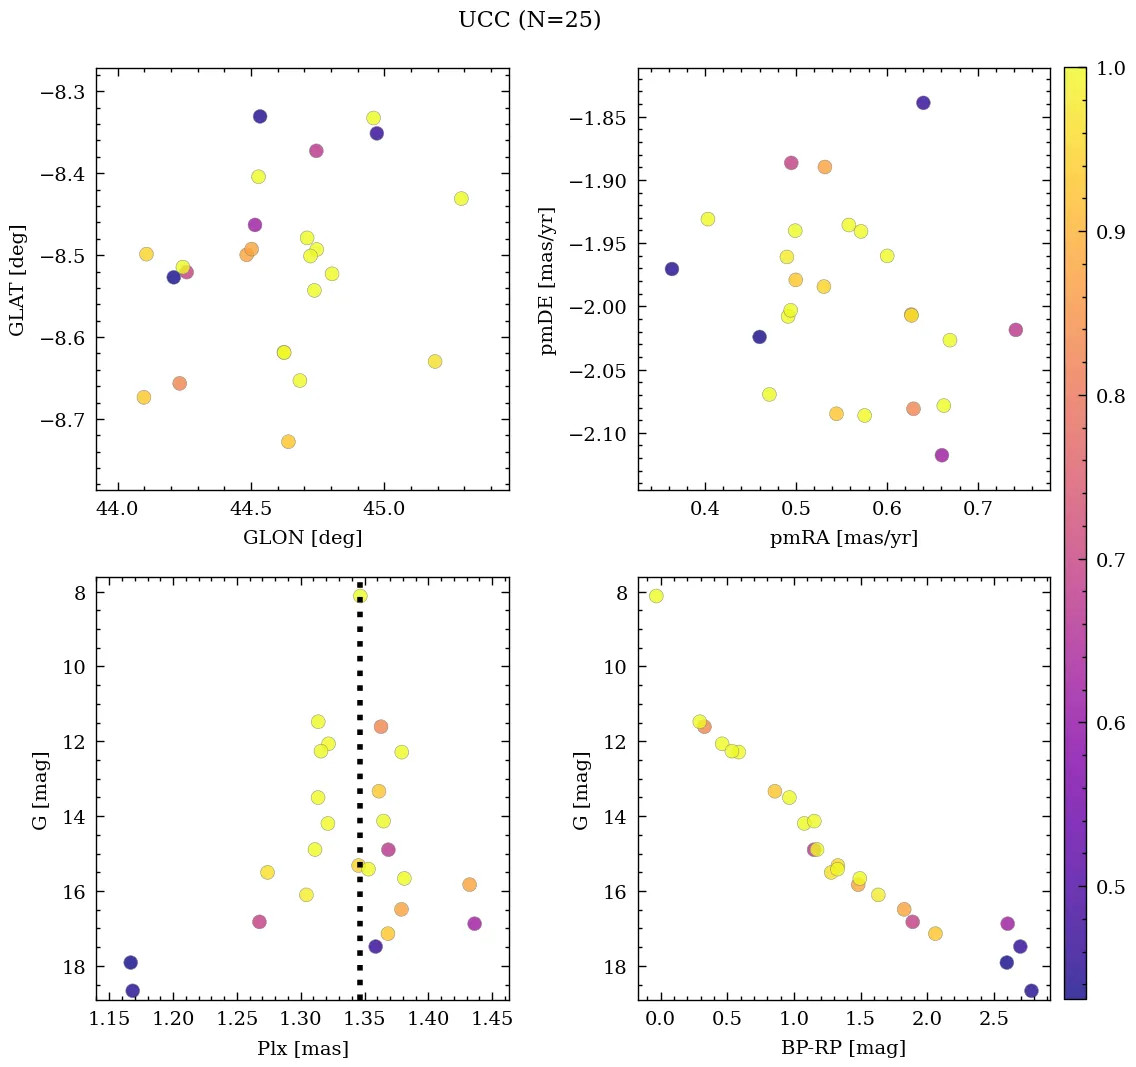 UCC (N=25)
−8.3
−8.4
−8.5
−8.6
−8.7
GLAT [deg]
44.0 44.5 45.0
GLON [deg]
−1.85
−1.90
−1.95
−2.00
−2.05
−2.10
pmDE [mas/yr]
0.4 0.5 0.6 0.7
pmRA [mas/yr]
8
10
12
14
16
18
G [mag]
1.15 1.20 1.25 1.30 1.35 1.40 1.45
Plx [mas]
8
10
12
14
16
18
G [mag]
0.0 0.5 1.0 1.5 2.0 2.5
BP-RP [mag]
1.0
0.9
0.8
0.7
0.6
0.5